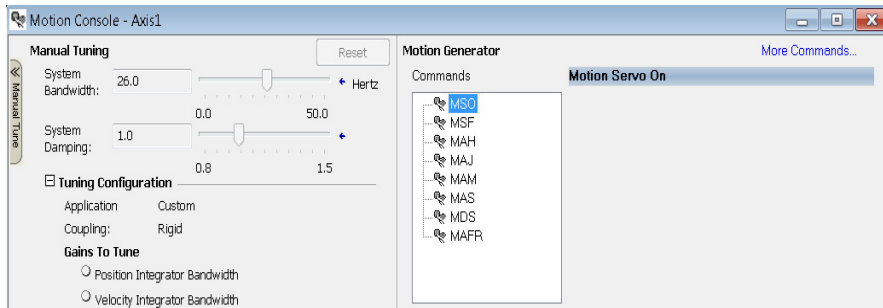 Motion Console - Axis1
Manual Tune
Manual Tuning
Reset
System Bandwidth:
26.0
Hertz
0.0 50.0
System Damping:
1.0
0.8 1.5
Tuning Configuration
Application Custom
Coupling: Rigid
Gains To Tune
Position Integrator Bandwidth
Velocity Integrator Bandwidth
Motion Generator
More Commands...
Commands
MSO
MSF
MAH
MAJ
MAM
MAS
MDS
MAFR
Motion Servo On